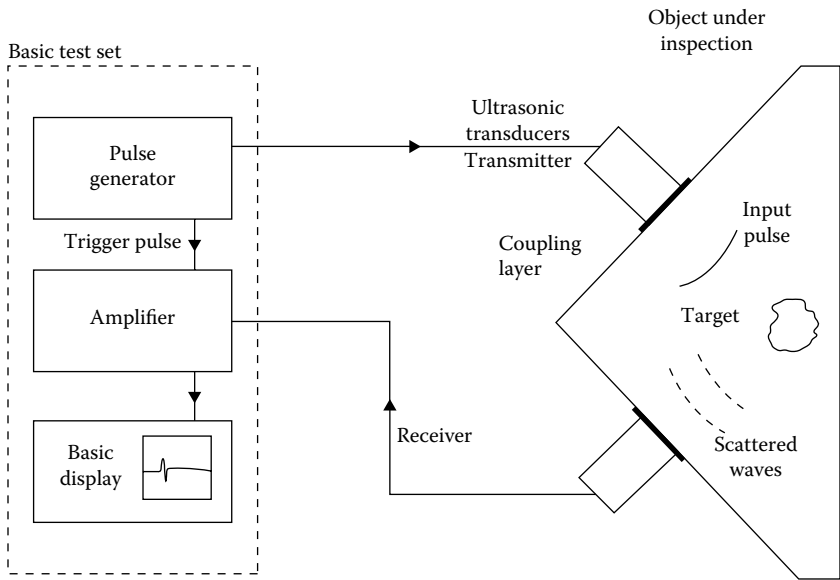 Object under
inspection
Basic test set
Ultrasonic
transducers
Transmitter
Pulse
generator
Input
pulse
Trigger pulse
Coupling
layer
Amplifier
Target
Receiver
Scattered
waves
Basic
display